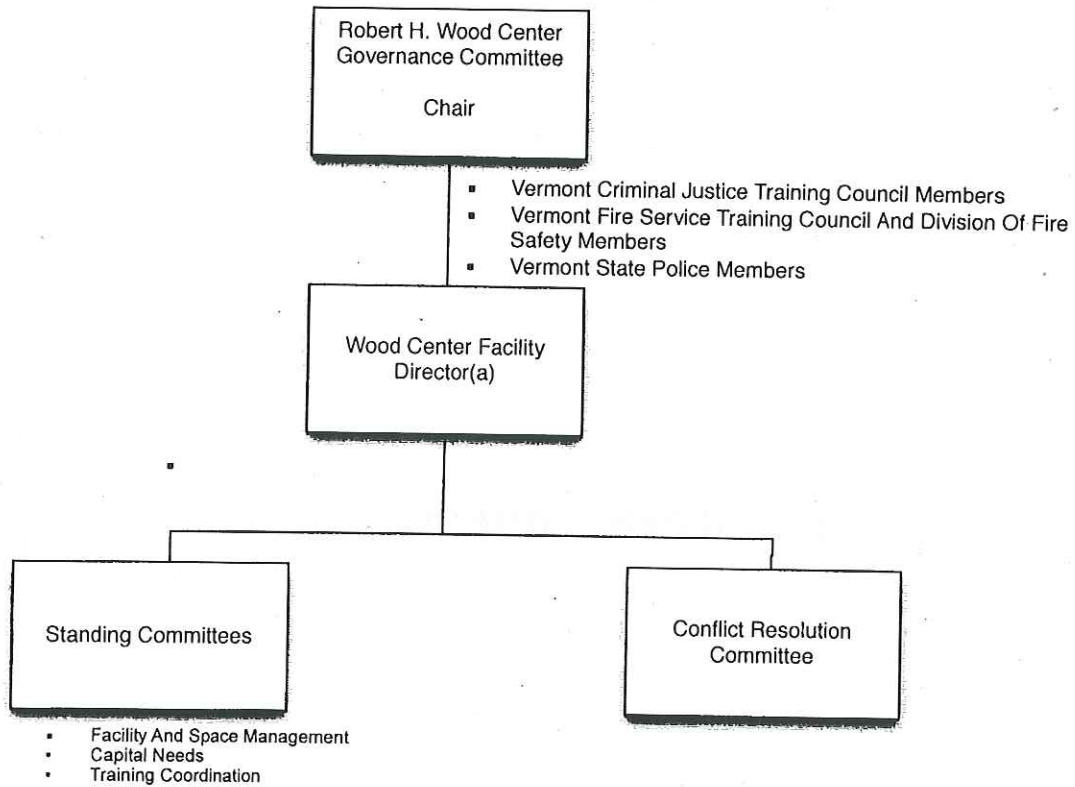 Robert H. Wood Center
Governance Committee
Chair
▪ Vermont Criminal Justice Training Council Members
▪ Vermont Fire Service Training Council And Division Of Fire
Safety Members
▪ Vermont State Police Members
Wood Center Facility
Director(a)
▪
Standing Committees
Conflict Resolution
Committee
▪ Facility And Space Management
▪ Capital Needs
▪ Training Coordination